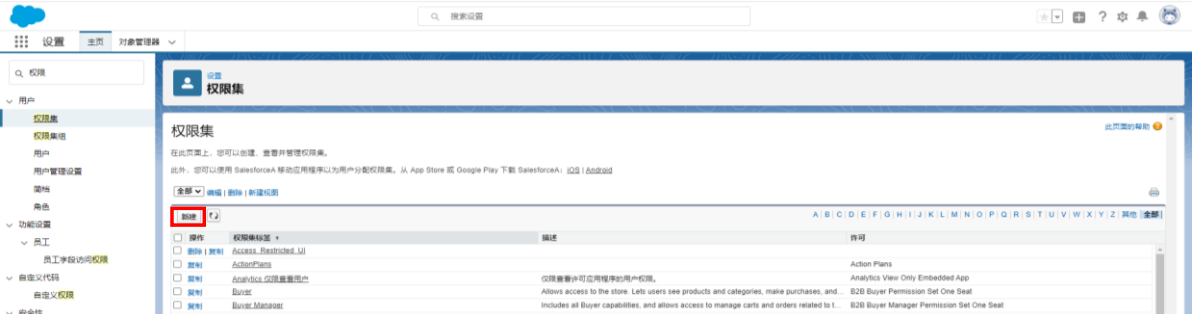 搜索设置
设置 主页 对象管理器
权限
用户
权限集
权限集组
用户
用户管理设置
简档
角色
功能设置
员工
员工字段访问权限
自定义代码
自定义权限
安全性
设置
权限集
权限集
此页面的帮助
在此页面上，您可以创建、查看并管理权限集。
此外，您可以使用 SalesforceA 移动应用程序以为用户分配权限集。从 App Store 或 Google Play 下载 SalesforceA：iOS | Android
全部 编辑 | 删除 | 新建视图
新建
A | B | C | D | E | F | G | H | I | J | K | L | M | N | O | P | Q | R | S | T | U | V | W | X | Y | Z | 其他 | 全部
操作 权限集标签 ↑ 描述 许可
删除 | 复制 Access_Restricted_UI
复制 ActionPlans Action Plans
复制 Analytics 仅限查看用户 仅限查看许可应用程序的用户权限。 Analytics View Only Embedded App
复制 Buyer Allows access to the store. Lets users see products and categories, make purchases, and... B2B Buyer Permission Set One Seat
复制 Buyer Manager Includes all Buyer capabilities, and allows access to manage carts and orders related to t... B2B Buyer Manager Permission Set One Seat